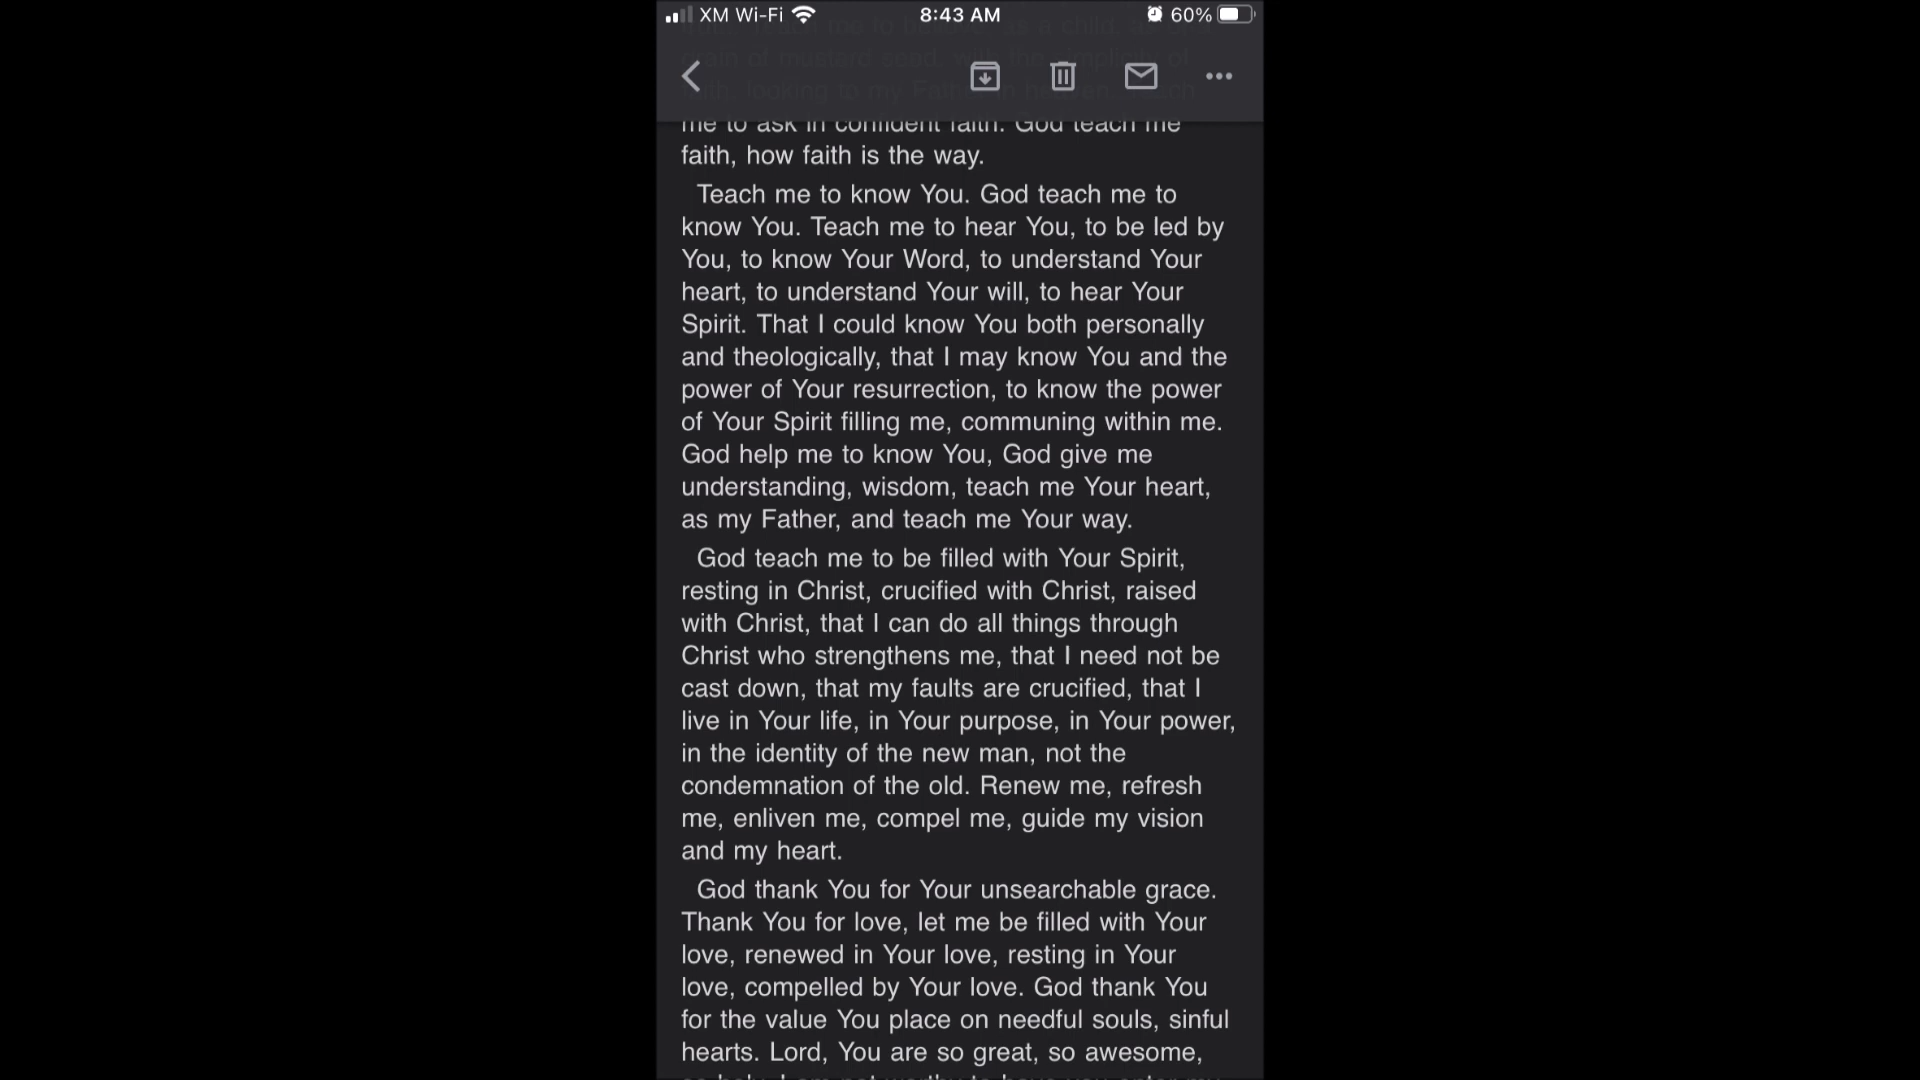 XM Wi-Fi 8:43 AM 60%
me to ask in confident faith. God teach me
faith, how faith is the way.
Teach me to know You. God teach me to
know You. Teach me to hear You, to be led by
You, to know Your Word, to understand Your
heart, to understand Your will, to hear Your
Spirit. That I could know You both personally
and theologically, that I may know You and the
power of Your resurrection, to know the power
of Your Spirit filling me, communing within me.
God help me to know You, God give me
understanding, wisdom, teach me Your heart,
as my Father, and teach me Your way.
God teach me to be filled with Your Spirit,
resting in Christ, crucified with Christ, raised
with Christ, that I can do all things through
Christ who strengthens me, that I need not be
cast down, that my faults are crucified, that I
live in Your life, in Your purpose, in Your power,
in the identity of the new man, not the
condemnation of the old. Renew me, refresh
me, enliven me, compel me, guide my vision
and my heart.
God thank You for Your unsearchable grace.
Thank You for love, let me be filled with Your
love, renewed in Your love, resting in Your
love, compelled by Your love. God thank You
for the value You place on needful souls, sinful
hearts. Lord, You are so great, so awesome,